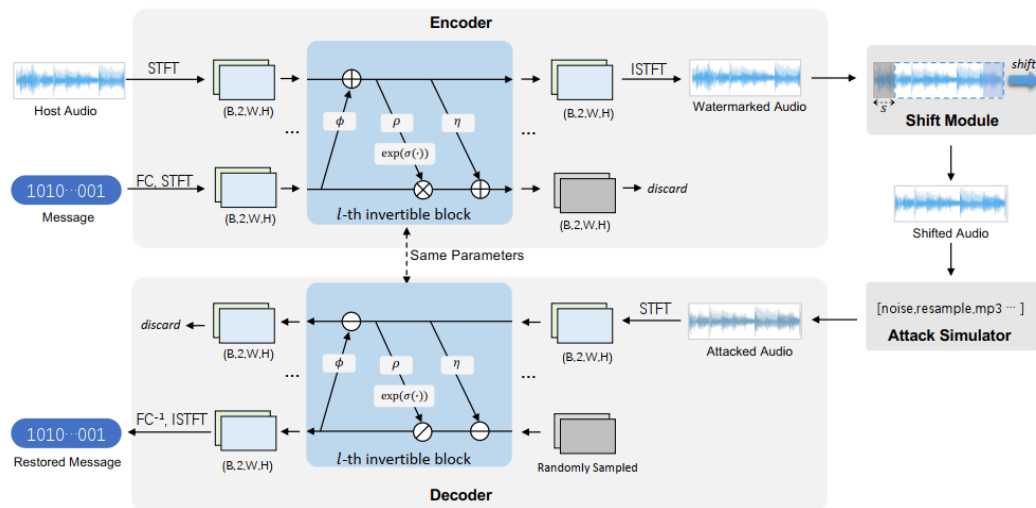 Encoder
Host Audio
STFT
(B,2,W,H)
...
ϕ
ρ
η
exp(σ(·))
l-th invertible block
(B,2,W,H)
...
ISTFT
Watermarked Audio
shift
s
Shift Module
1010···001
Message
FC, STFT
(B,2,W,H)
(B,2,W,H)
discard
Shifted Audio
Same Parameters
[noise,resample,mp3 ··· ]
Attack Simulator
discard
(B,2,W,H)
...
ϕ
ρ
η
exp(σ(·))
l-th invertible block
(B,2,W,H)
...
STFT
Attacked Audio
1010···001
Restored Message
FC⁻¹, ISTFT
(B,2,W,H)
Randomly Sampled
Decoder